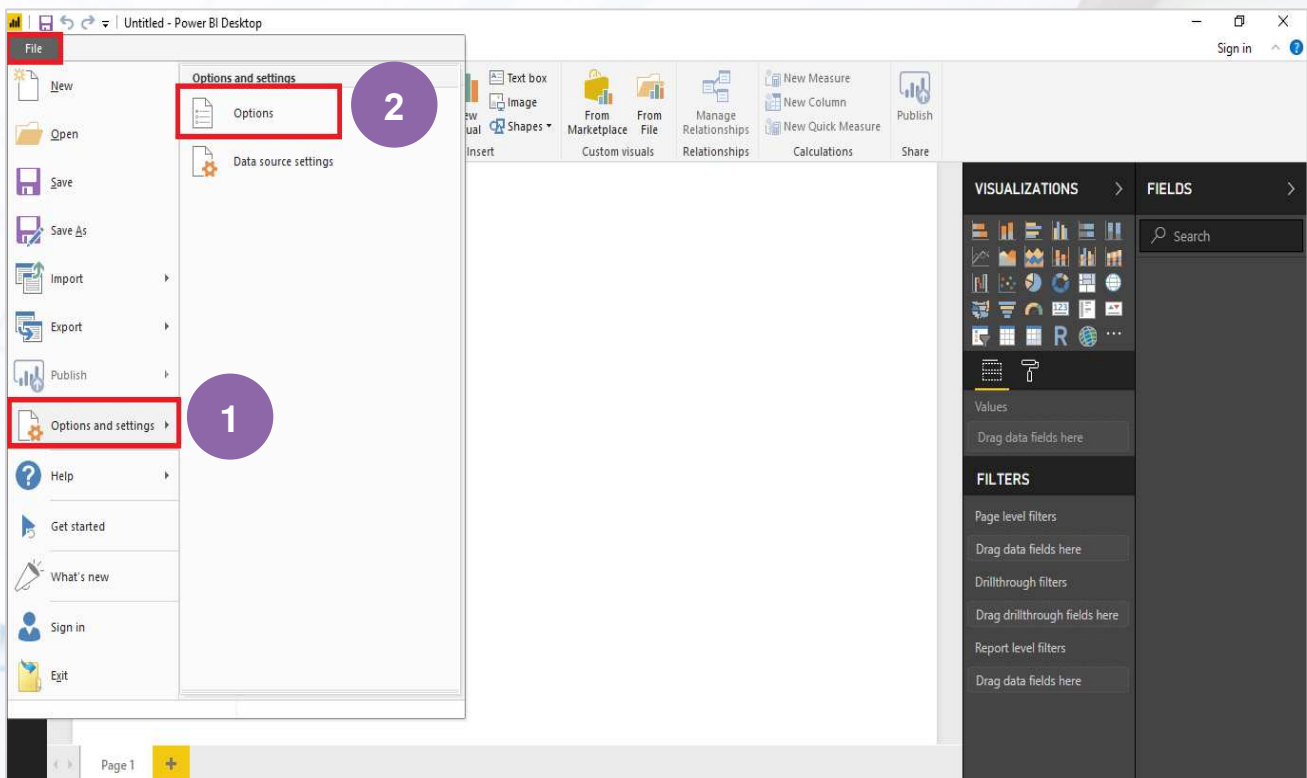 Untitled - Power BI Desktop
File
Sign in
New
Open
Save
Save As
Import
Export
Publish
Options and settings
Help
Get started
What's new
Sign in
Exit
Options and settings
Options
Data source settings
1
2
Text box
Image
Shapes
Insert
From Marketplace
From File
Custom visuals
Manage Relationships
Relationships
New Measure
New Column
New Quick Measure
Calculations
Publish
Share
VISUALIZATIONS
FIELDS
Search
123
R
Values
Drag data fields here
FILTERS
Page level filters
Drag data fields here
Drillthrough filters
Drag drillthrough fields here
Report level filters
Drag data fields here
Page 1